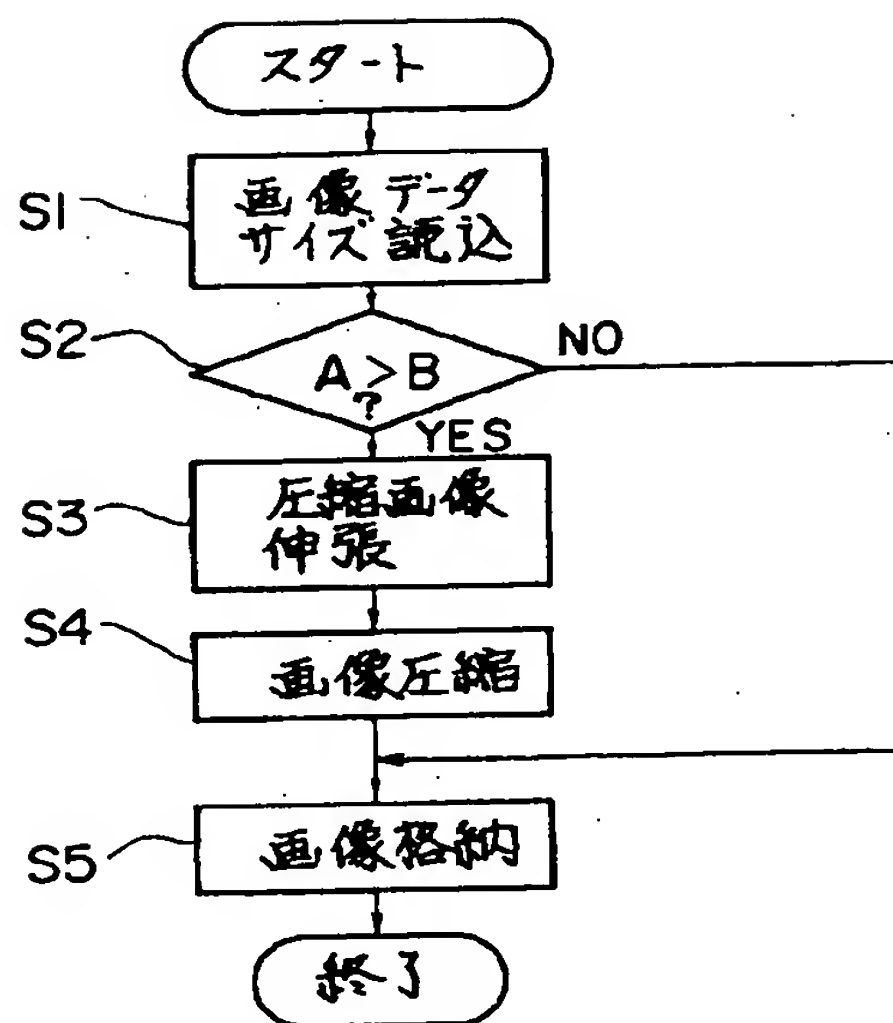 スタート
S1
画像データ
サイズ読込
S2
A>B
?
NO
YES
S3
圧縮画像
伸張
S4
画像圧縮
S5
画像格納
終了